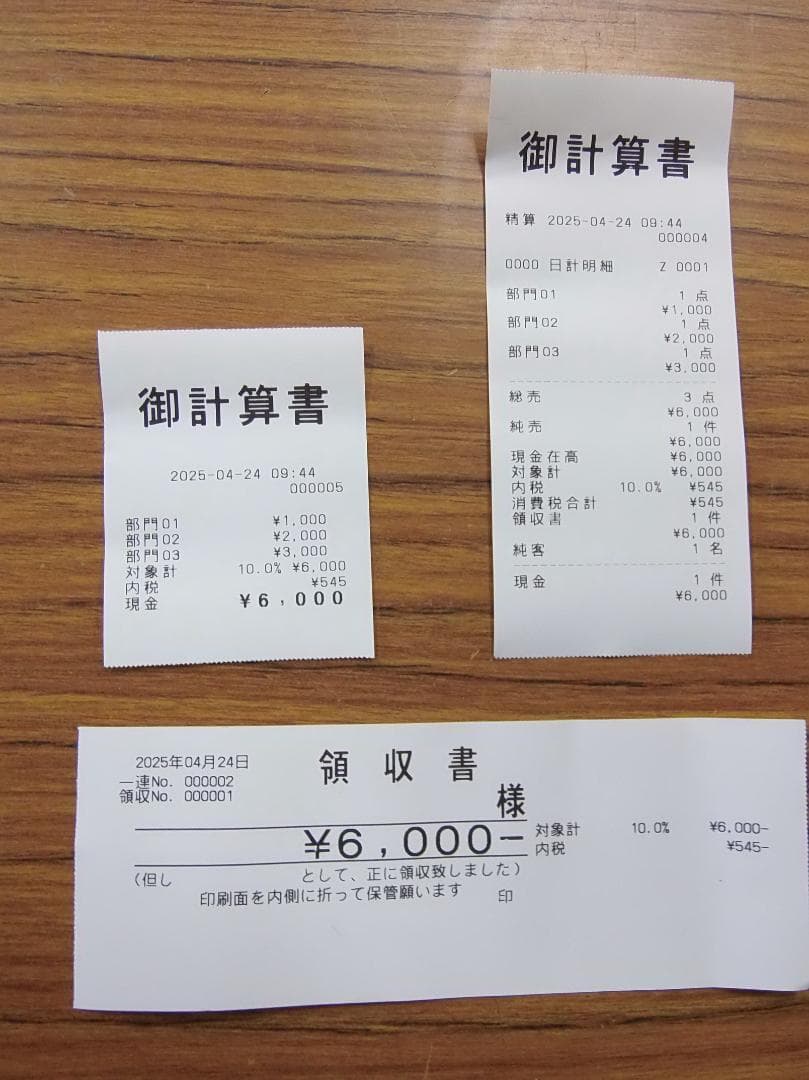 御計算書
2025-04-24 09:44
000005
部門01 ¥1,000
部門02 ¥2,000
部門03 ¥3,000
対象計 10.0% ¥6,000
内税 ¥545
現金 ¥6,000
御計算書
精算 2025-04-24 09:44
000004
0000 日計明細 Z 0001
部門01 1 点
¥1,000
部門02 1 点
¥2,000
部門03 1 点
¥3,000
総売 3 点
¥6,000
純売 1 件
¥6,000
現金在高 ¥6,000
対象計 ¥6,000
内税 10.0% ¥545
消費税合計 ¥545
領収書 1 件
¥6,000
純客 1 名
現金 1 件
¥6,000
2025年04月24日
一連No. 000002
領収No. 000001
領収書
様
¥6,000-
対象計 10.0% ¥6,000-
内税 ¥545-
(但し として、正に領収致しました)
印刷面を内側に折って保管願います 印